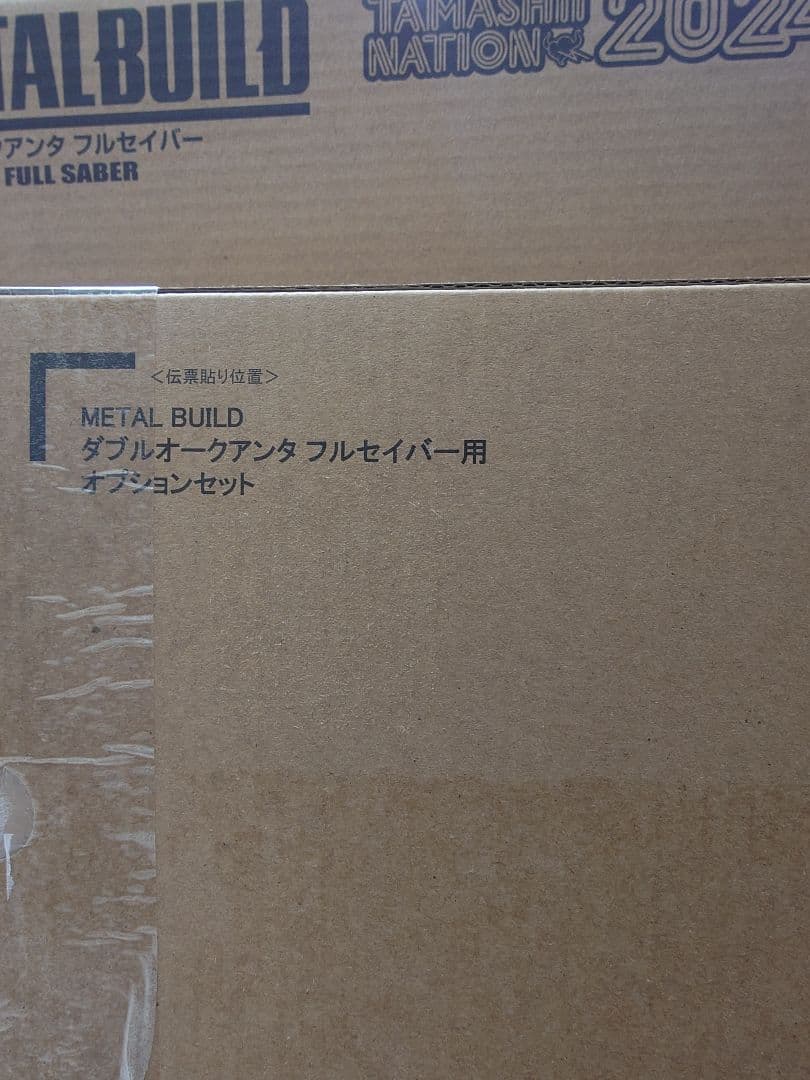 TALBUILD
TAMASHII
NATION 2024
クアンタ フルセイバー
FULL SABER
<伝票貼り位置>
METAL BUILD
ダブルオークアンタ フルセイバー用
オプションセット